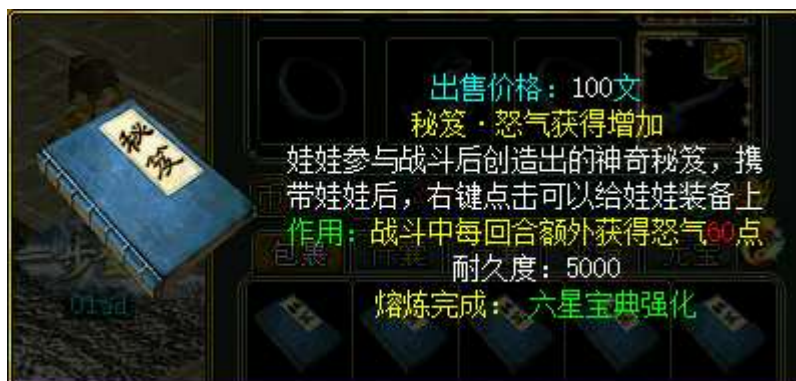 出售价格：100文
秘笈·怒气获得增加
娃娃参与战斗后创造出的神奇秘笈，携
带娃娃后，右键点击可以给娃娃装备上
作用：战斗中每回合额外获得怒气60点
耐久度：5000
熔炼完成： 六星宝典强化
秘笈
包裹